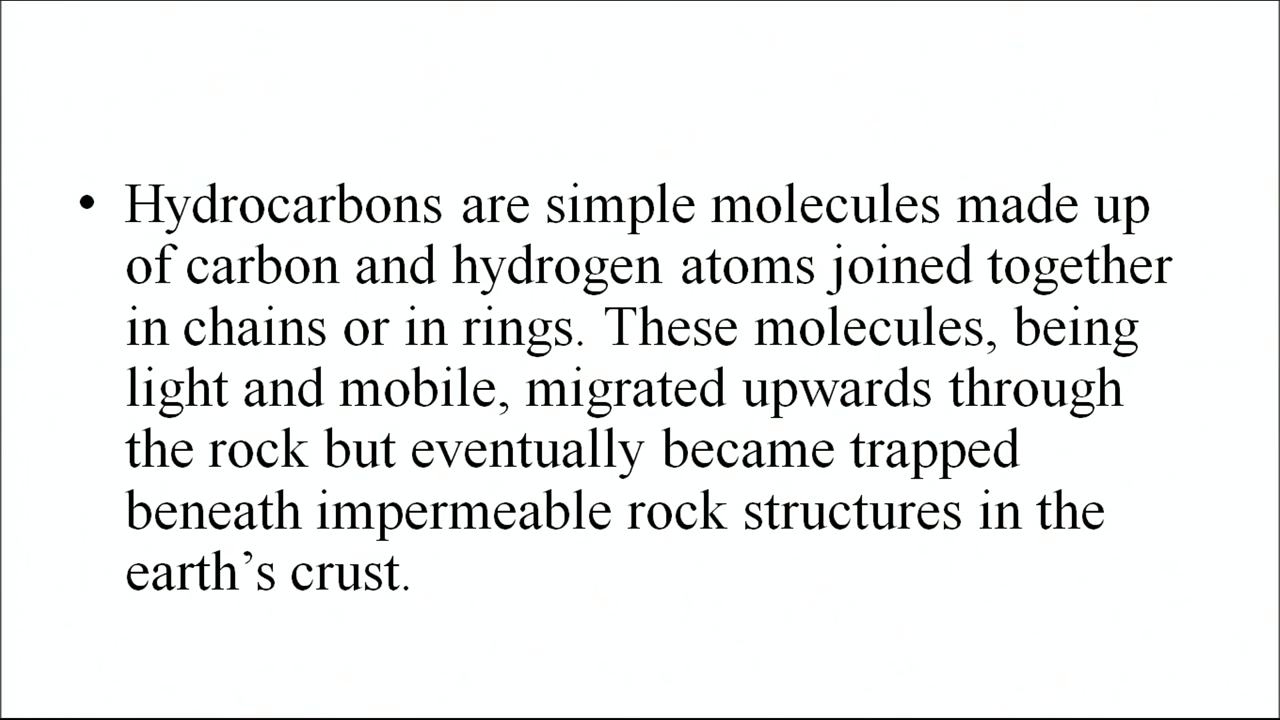 • Hydrocarbons are simple molecules made up
of carbon and hydrogen atoms joined together
in chains or in rings. These molecules, being
light and mobile, migrated upwards through
the rock but eventually became trapped
beneath impermeable rock structures in the
earth’s crust.